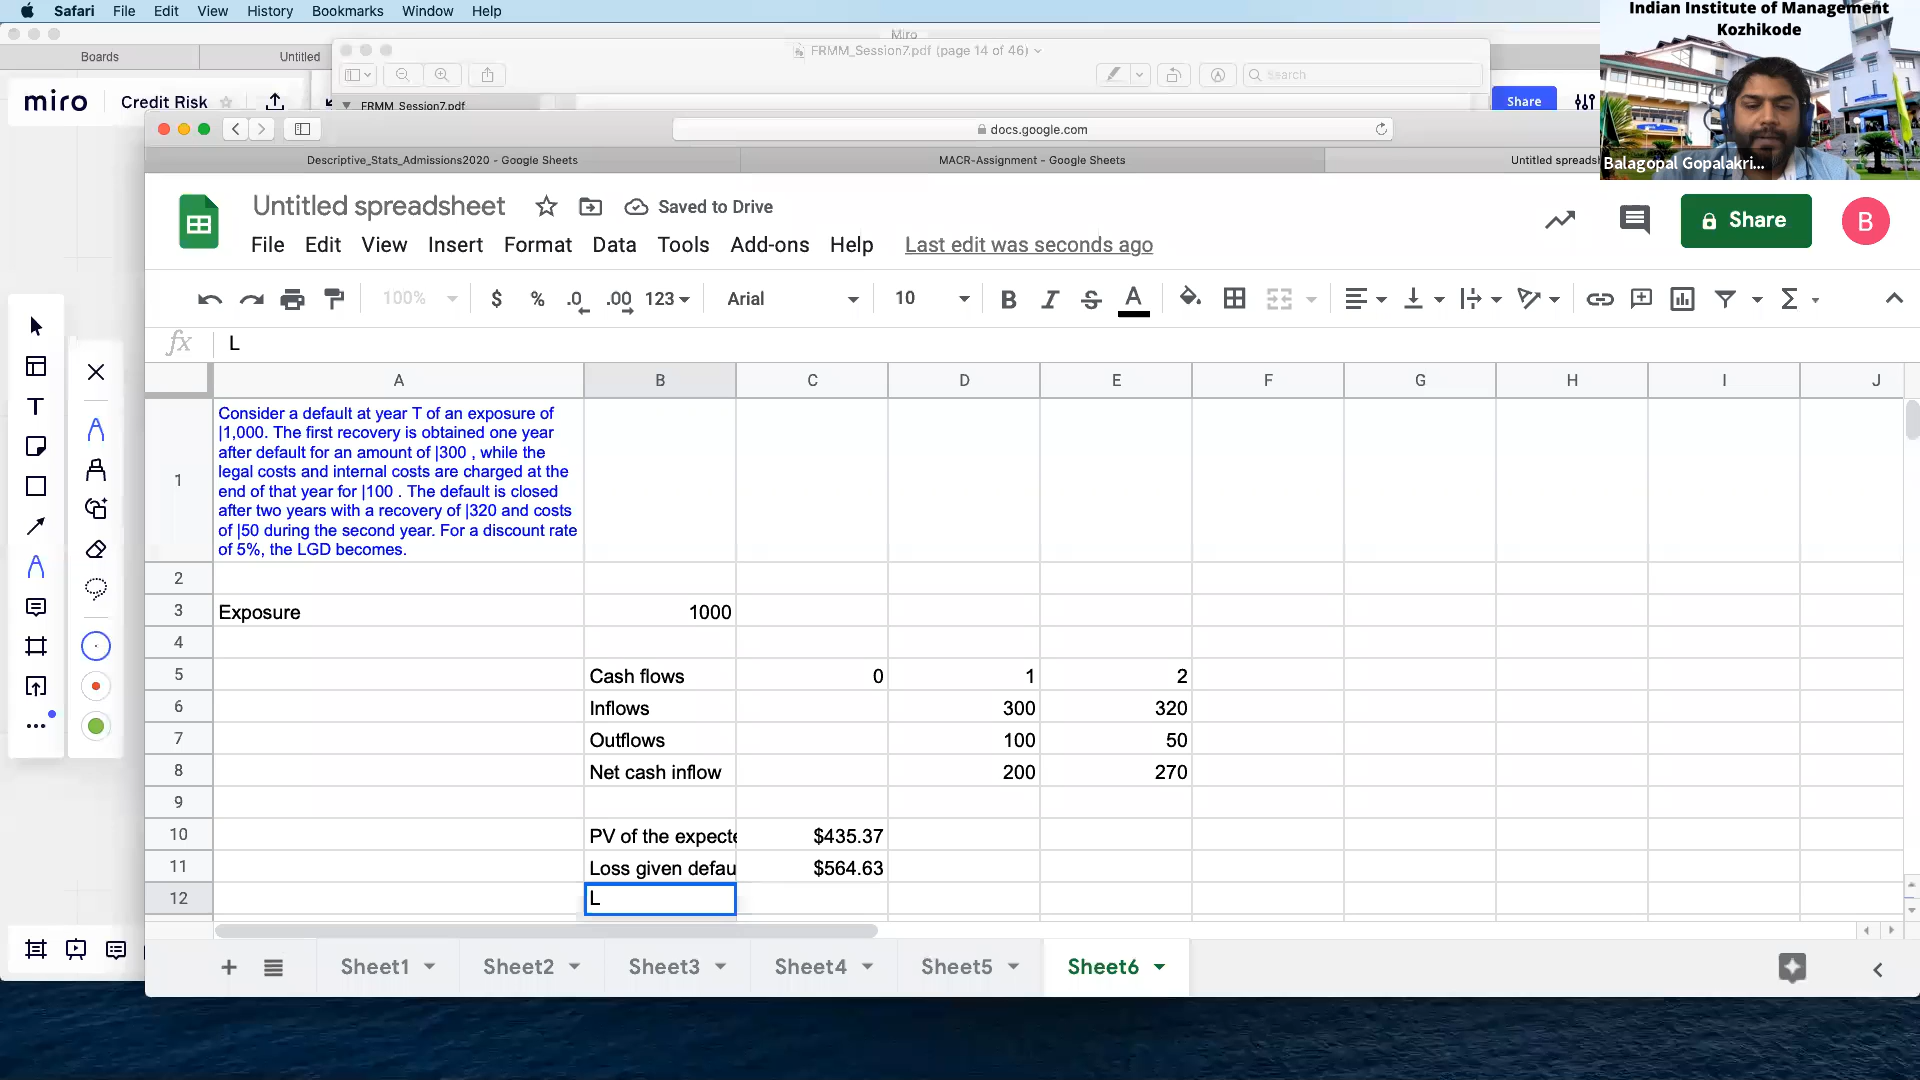 Safari File Edit View History Bookmarks Window Help
Indian Institute of Management
Kozhikode
Miro
Boards Untitled
FRMM_Session7.pdf (page 14 of 46)
Search
miro Credit Risk
FRMM_Session7.pdf
Share
docs.google.com
Descriptive_Stats_Admissions2020 - Google Sheets MACR-Assignment - Google Sheets Untitled spreads
Balagopal Gopalakri...
Untitled spreadsheet Saved to Drive
Share B
File Edit View Insert Format Data Tools Add-ons Help Last edit was seconds ago
100% $ % .0 .00 123 Arial 10 B I S A
fx L
A B C D E F G H I J
1
Consider a default at year T of an exposure of
|1,000. The first recovery is obtained one year
after default for an amount of |300 , while the
legal costs and internal costs are charged at the
end of that year for |100 . The default is closed
after two years with a recovery of |320 and costs
of |50 during the second year. For a discount rate
of 5%, the LGD becomes.
2
3 Exposure 1000
4
5 Cash flows 0 1 2
6 Inflows 300 320
7 Outflows 100 50
8 Net cash inflow 200 270
9
10 PV of the expecte $435.37
11 Loss given defau $564.63
12 L
Sheet1 Sheet2 Sheet3 Sheet4 Sheet5 Sheet6